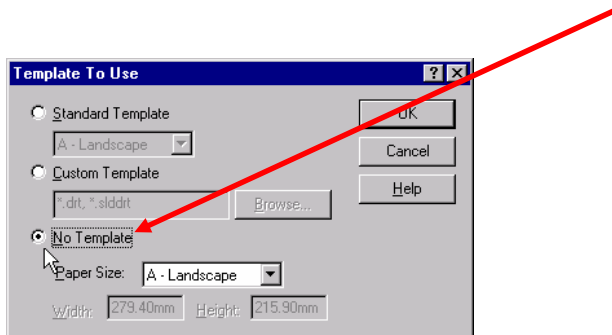 Template To Use
Standard Template
OK
A - Landscape
Cancel
Custom Template
Help
*.drt, *.slddrt
Browse...
No Template
Paper Size: A - Landscape
Width: 279.40mm Height: 215.90mm